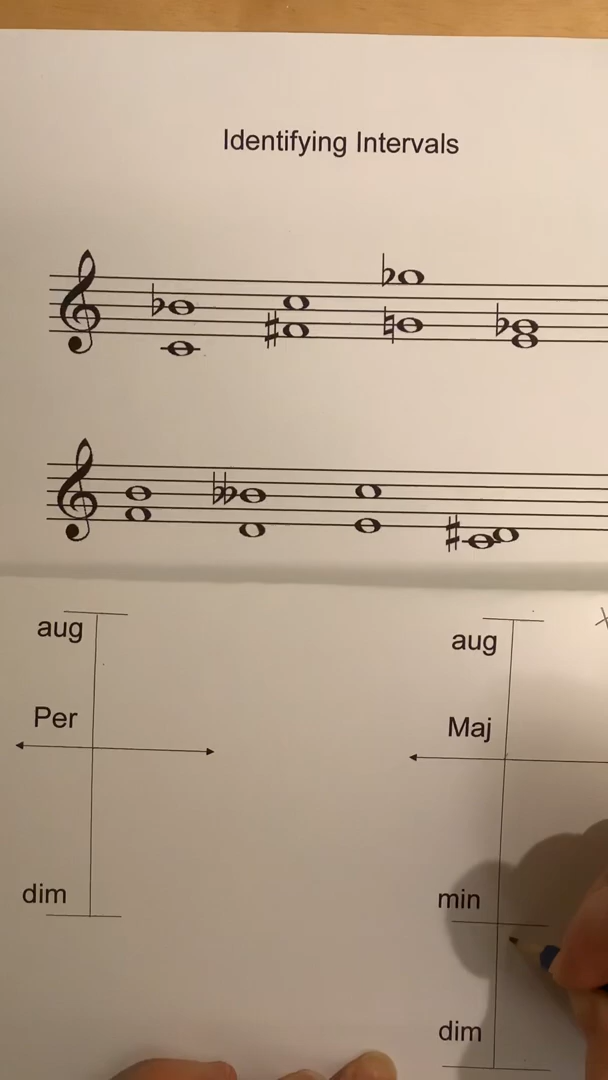 Identifying Intervals
aug
Per
dim
aug
Maj
min
dim